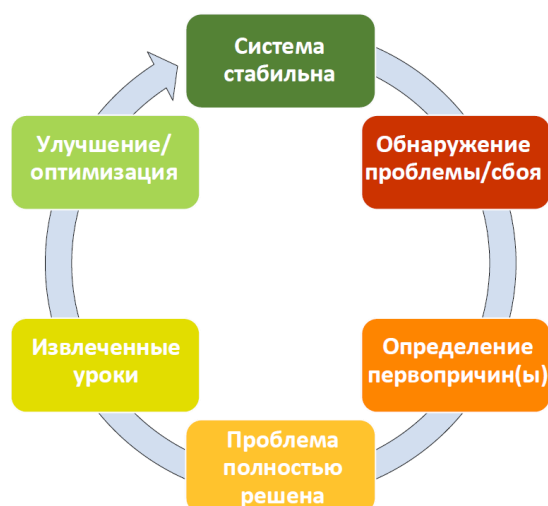 Система
стабильна
Обнаружение
проблемы/сбоя
Определение
первопричин(ы)
Проблема
полностью
решена
Извлеченные
уроки
Улучшение/
оптимизация